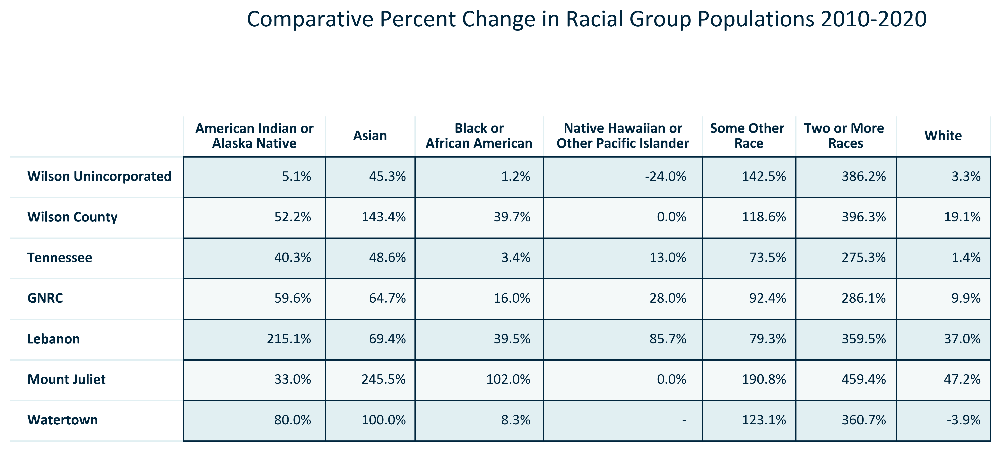 Comparative Percent Change in Racial Group Populations 2010-2020
American Indian or Alaska Native Asian Black or African American Native Hawaiian or Other Pacific Islander Some Other Race Two or More Races White
Wilson Unincorporated 5.1% 45.3% 1.2% -24.0% 142.5% 386.2% 3.3%
Wilson County 52.2% 143.4% 39.7% 0.0% 118.6% 396.3% 19.1%
Tennessee 40.3% 48.6% 3.4% 13.0% 73.5% 275.3% 1.4%
GNRC 59.6% 64.7% 16.0% 28.0% 92.4% 286.1% 9.9%
Lebanon 215.1% 69.4% 39.5% 85.7% 79.3% 359.5% 37.0%
Mount Juliet 33.0% 245.5% 102.0% 0.0% 190.8% 459.4% 47.2%
Watertown 80.0% 100.0% 8.3% - 123.1% 360.7% -3.9%